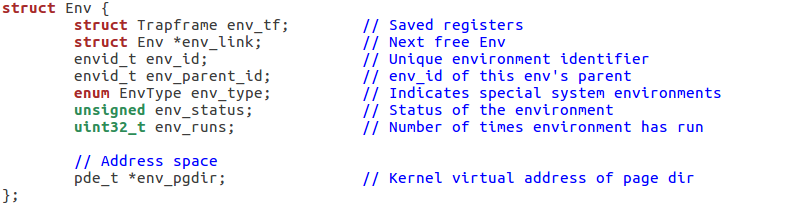 struct Env {
        struct Trapframe env_tf;        // Saved registers
        struct Env *env_link;           // Next free Env
        envid_t env_id;                 // Unique environment identifier
        envid_t env_parent_id;          // env_id of this env's parent
        enum EnvType env_type;          // Indicates special system environments
        unsigned env_status;            // Status of the environment
        uint32_t env_runs;              // Number of times environment has run

        // Address space
        pde_t *env_pgdir;               // Kernel virtual address of page dir
};